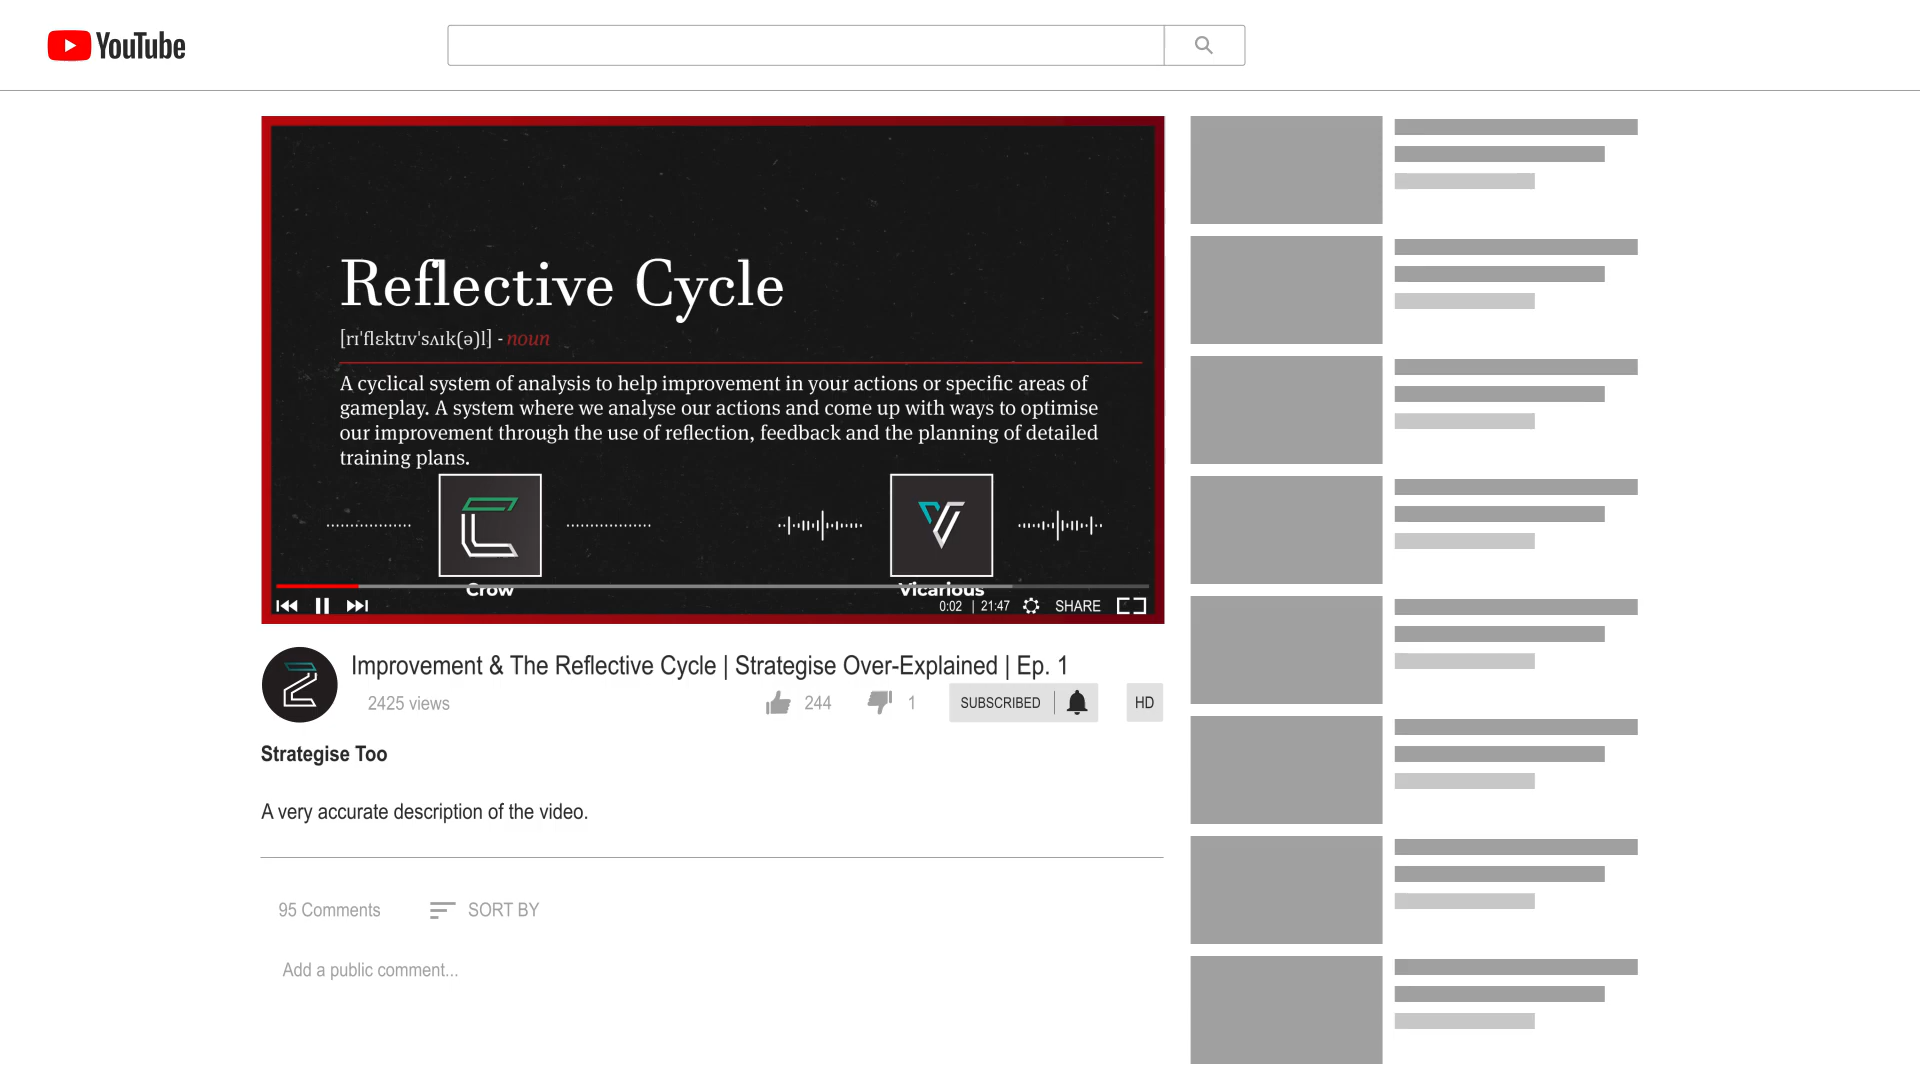 YouTube
Reflective Cycle
[rɪˈflɛktɪvˈsʌɪk(ə)l] - noun
A cyclical system of analysis to help improvement in your actions or specific areas of
gameplay. A system where we analyse our actions and come up with ways to optimise
our improvement through the use of reflection, feedback and the planning of detailed
training plans.
Crow
Vicarious
0:02 | 21:47 SHARE
Improvement & The Reflective Cycle | Strategise Over-Explained | Ep. 1
2425 views 244 1 SUBSCRIBED HD
Strategise Too
A very accurate description of the video.
95 Comments SORT BY
Add a public comment...